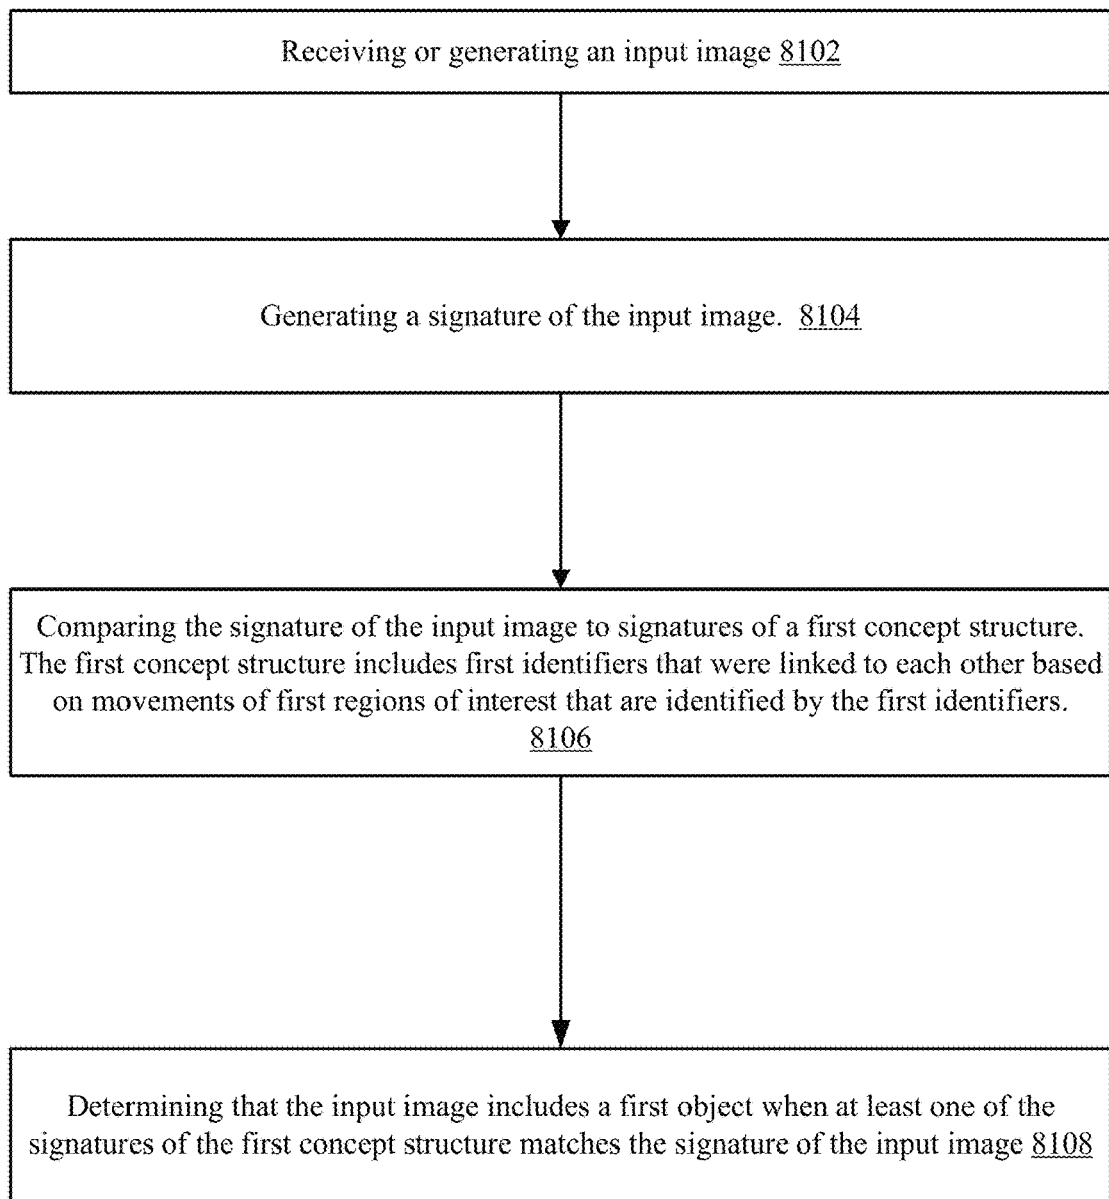 Receiving or generating an input image 8102
Generating a signature of the input image. 8104
Comparing the signature of the input image to signatures of a first concept structure.
The first concept structure includes first identifiers that were linked to each other based
on movements of first regions of interest that are identified by the first identifiers.
8106
Determining that the input image includes a first object when at least one of the
signatures of the first concept structure matches the signature of the input image 8108